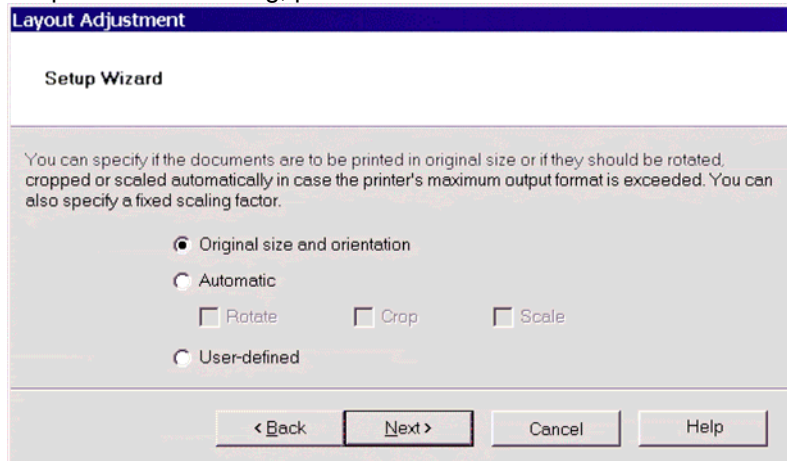 Layout Adjustment
Setup Wizard
You can specify if the documents are to be printed in original size or if they should be rotated,
cropped or scaled automatically in case the printer's maximum output format is exceeded. You can
also specify a fixed scaling factor.
Original size and orientation
Automatic
Rotate Crop Scale
User-defined
< Back Next > Cancel Help